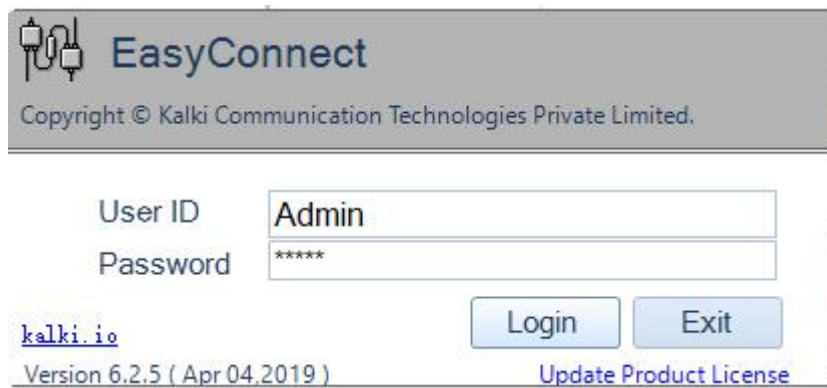 EasyConnect
Copyright © Kalki Communication Technologies Private Limited.
User ID Admin
Password *****
Login Exit
kalki.io
Version 6.2.5 ( Apr 04,2019 ) Update Product License